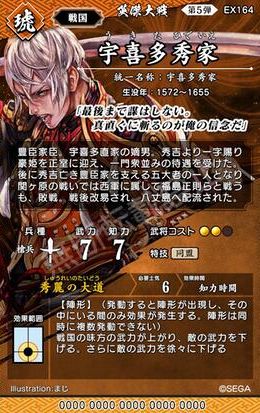 琥 戦国 英傑大戦 第5弾 EX164
うきたひでいえ
宇喜多秀家
統一名称：宇喜多秀家
生没年：1572～1655
「最後まで謀はしない。
真直ぐに斬るのが俺の信念だ」
豊臣家臣。宇喜多直家の嫡男。秀吉より一字賜り
豪姫を正室に迎え、一門衆並みの待遇を受けた。
後に秀吉亡き豊臣家を支える五大老の一人となり
関ヶ原の戦いでは西軍に属して福島正則らと戦う
も、敗戦。戦後改易され、八丈島へ配流された。
兵種 武力 知力 武将コスト
槍兵 7 7 特技 同盟
しゅうれいのたいどう 必要士気 効果時間
秀麗の大道 6 知力時間
効果範囲
【陣形】（発動すると陣形が出現し、その
中にいる間のみ効果が発生する。陣形は同
時に複数発動できない）
戦国の味方の武力が上がり、敵の武力を下
げる。さらに敵の武力を徐々に下げる
Illustration:まじ ©SEGA
0000 0000 0000 0000 0000